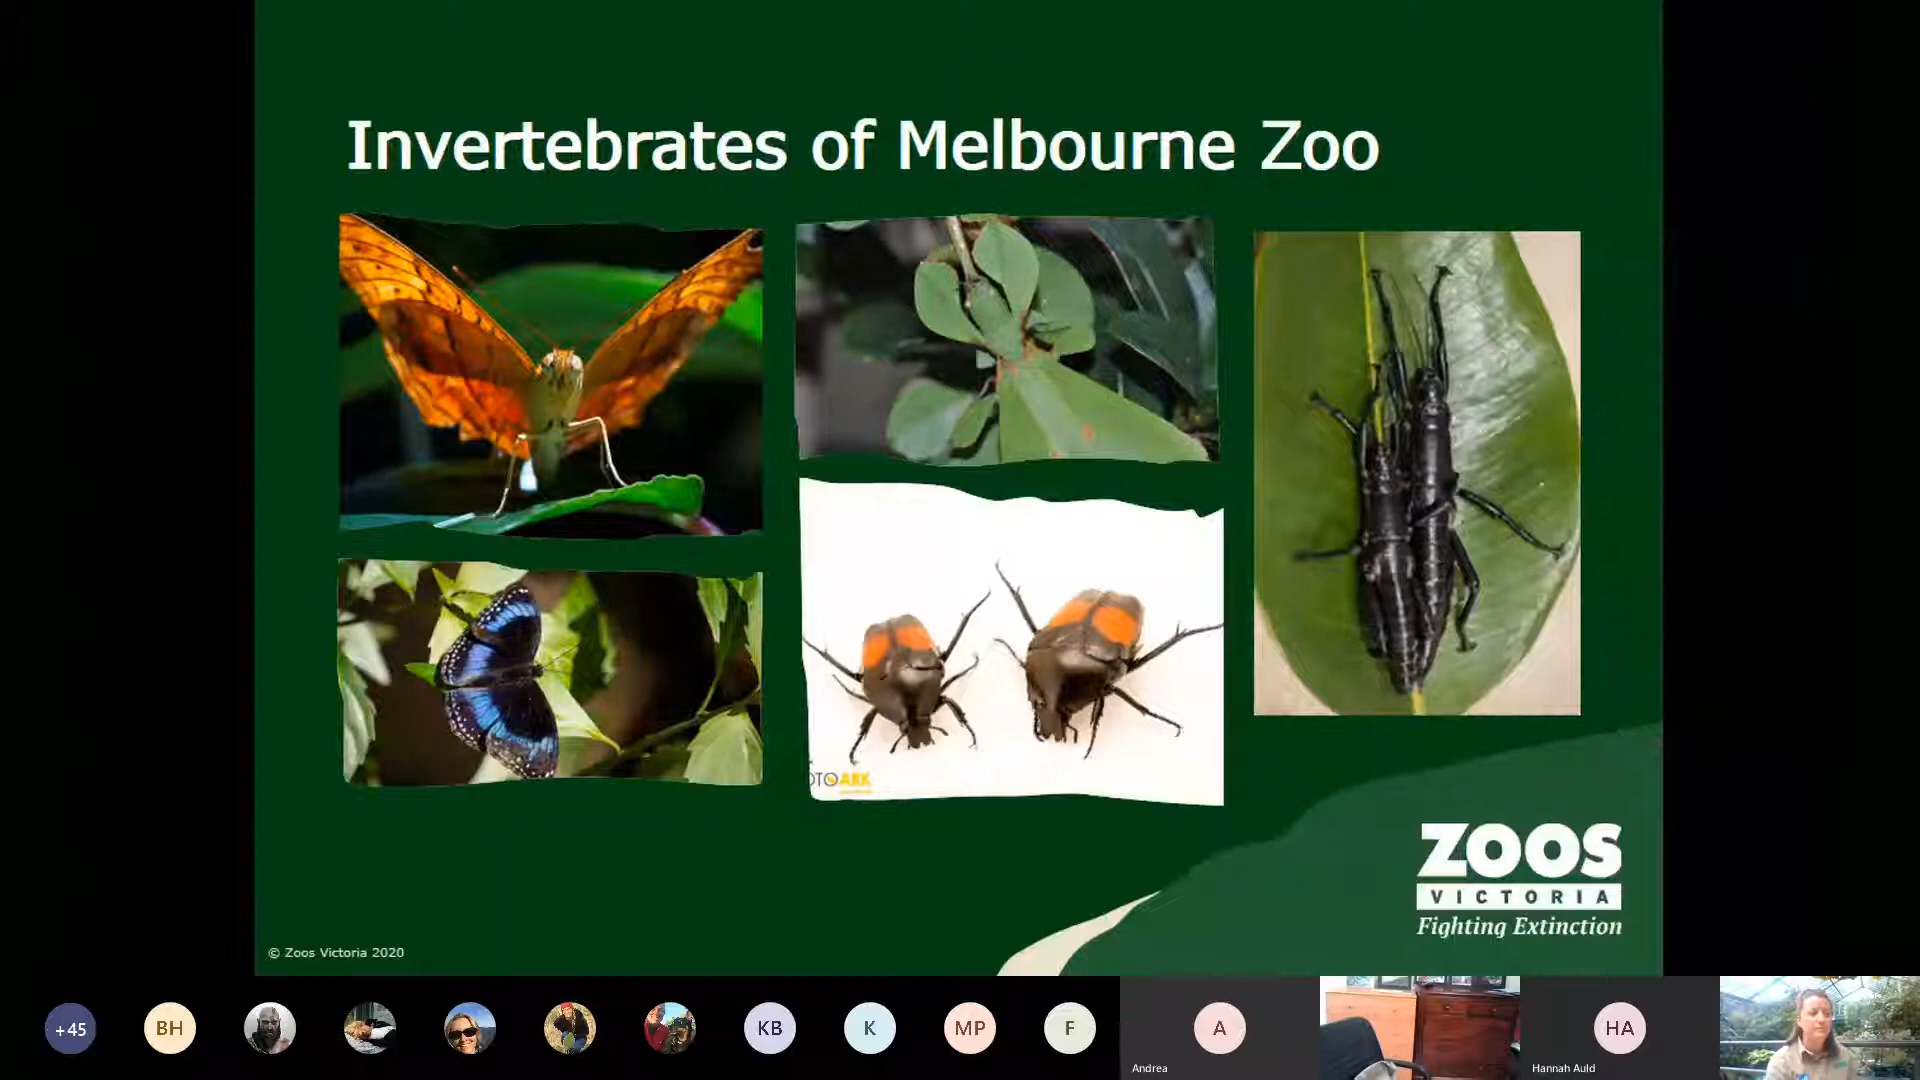 Invertebrates of Melbourne Zoo
OTOARK
ZOOS
VICTORIA
Fighting Extinction
© Zoos Victoria 2020
+45
BH
KB
K
MP
F
A
HA
Andrea
Hannah Auld